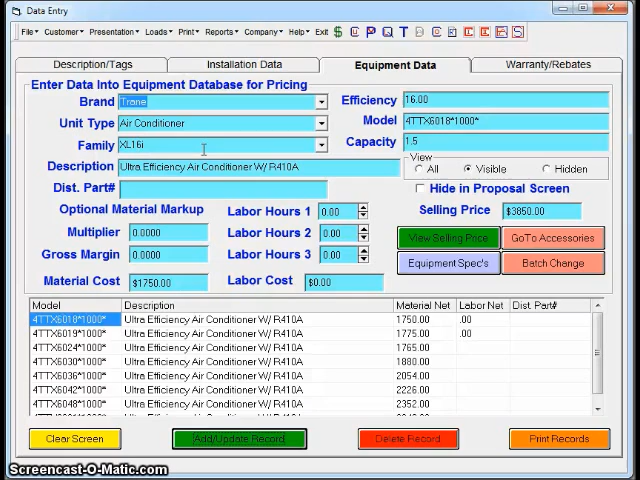 Data Entry
File Customer Presentation Loads Print Reports Company Help Exit $ C P Q T
Description/Tags Installation Data Equipment Data Warranty/Rebates
Enter Data Into Equipment Database for Pricing
Brand Trane
Unit Type Air Conditioner
Family XL16i
Description Ultra Efficiency Air Conditioner W/ R410A
Dist. Part#
Efficiency 16.00
Model 4TTX6018*1000*
Capacity 1.5
View
All Visible Hidden
Hide in Proposal Screen
Selling Price $3850.00
Optional Material Markup
Multiplier 0.0000
Gross Margin 0.0000
Material Cost $1750.00
Labor Hours 1 0.00
Labor Hours 2 0.00
Labor Hours 3 0.00
Labor Cost $0.00
View Selling Price GoTo Accessories
Equipment Spec's Batch Change
Model Description Material Net Labor Net Dist. Part#
4TTX6018*1000* Ultra Efficiency Air Conditioner W/ R410A 1750.00 .00
4TTX6019*1000* Ultra Efficiency Air Conditioner W/ R410A 1775.00 .00
4TTX6024*1000* Ultra Efficiency Air Conditioner W/ R410A 1765.00
4TTX6030*1000* Ultra Efficiency Air Conditioner W/ R410A 1880.00
4TTX6036*1000* Ultra Efficiency Air Conditioner W/ R410A 2054.00
4TTX6042*1000* Ultra Efficiency Air Conditioner W/ R410A 2226.00
4TTX6048*1000* Ultra Efficiency Air Conditioner W/ R410A 2352.00
Clear Screen Add/Update Record Delete Record Print Records
Screencast-O-Matic.com